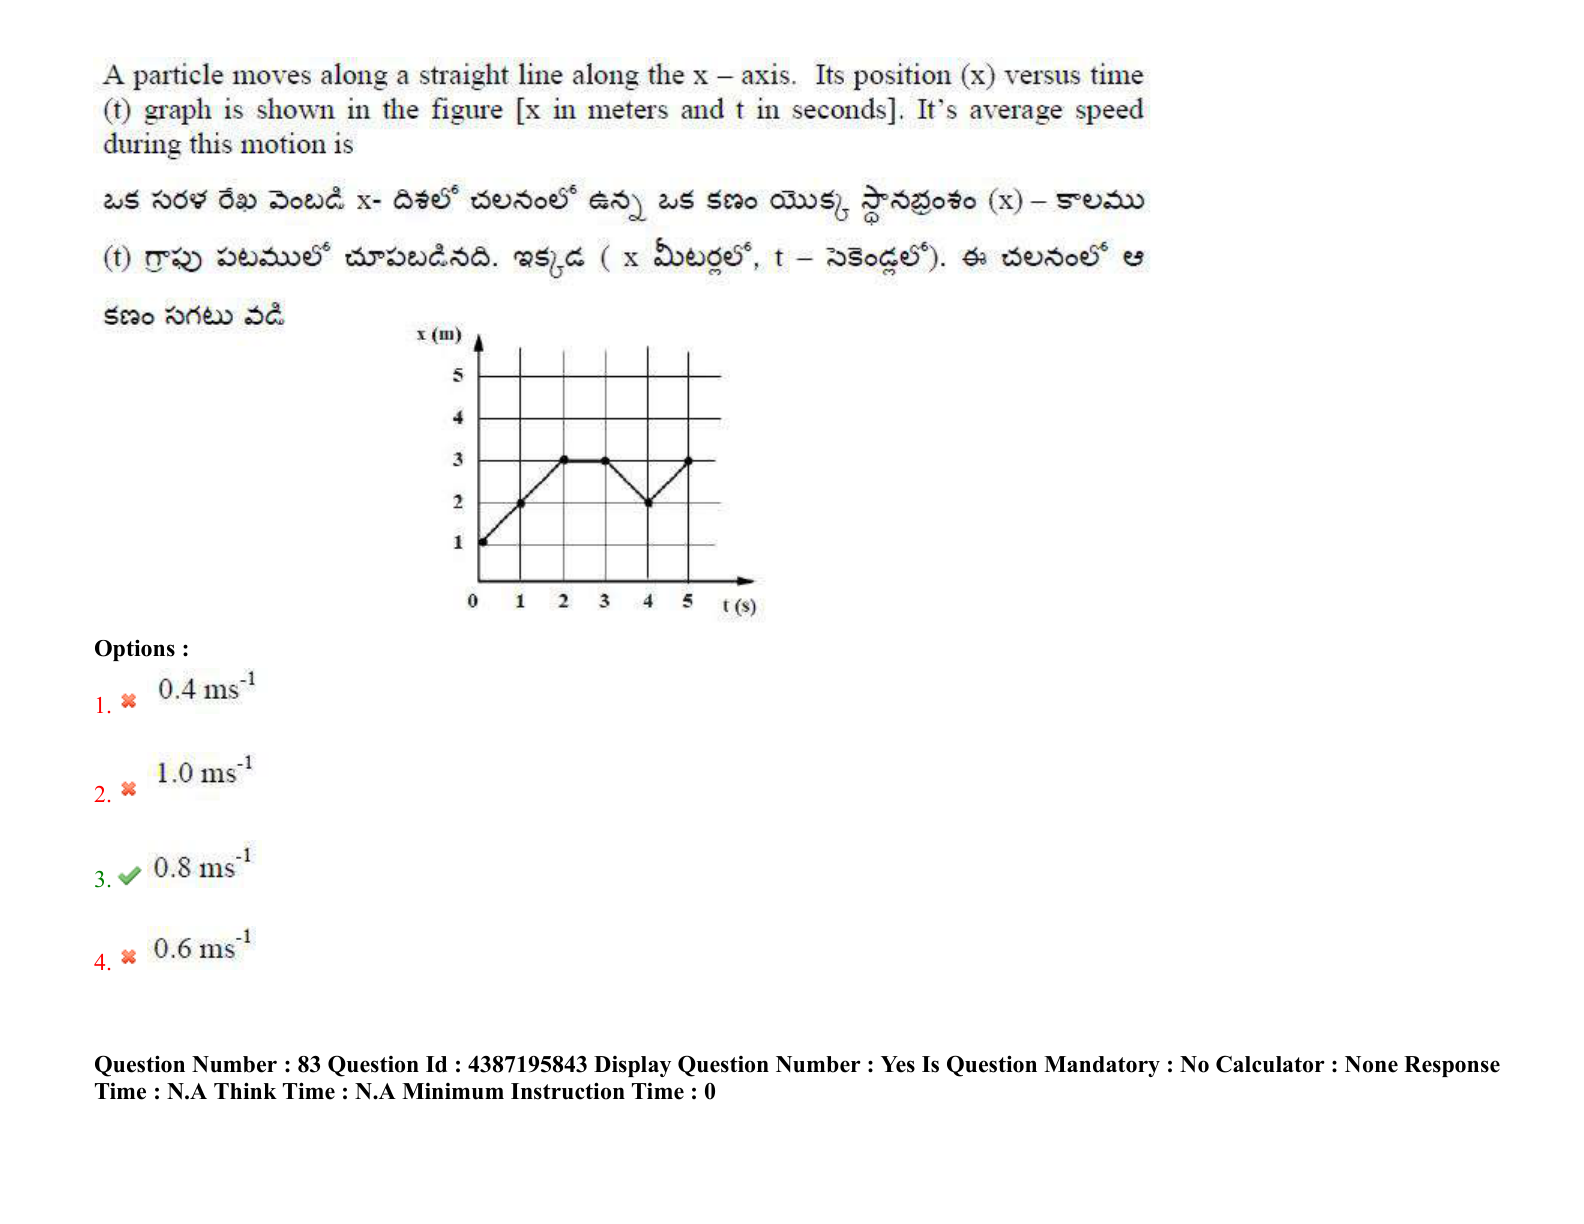 A particle moves along a straight line along the x – axis. Its position (x) versus time
(t) graph is shown in the figure [x in meters and t in seconds]. It’s average speed
during this motion is
ఒక సరళ రేఖ వెంబడి x- దిశలో చలనంలో ఉన్న ఒక కణం యొక్క స్థానభ్రంశం (x) – కాలము
(t) గ్రాఫు పటములో చూపబడినది. ఇక్కడ ( x మీటర్లలో, t – సెకెండ్లలో). ఈ చలనంలో ఆ
కణం సగటు వడి
x (m)
5
4
3
2
1
0 1 2 3 4 5 t (s)
Options :
1. 0.4 ms⁻¹
2. 1.0 ms⁻¹
3. 0.8 ms⁻¹
4. 0.6 ms⁻¹
Question Number : 83 Question Id : 4387195843 Display Question Number : Yes Is Question Mandatory : No Calculator : None Response
Time : N.A Think Time : N.A Minimum Instruction Time : 0